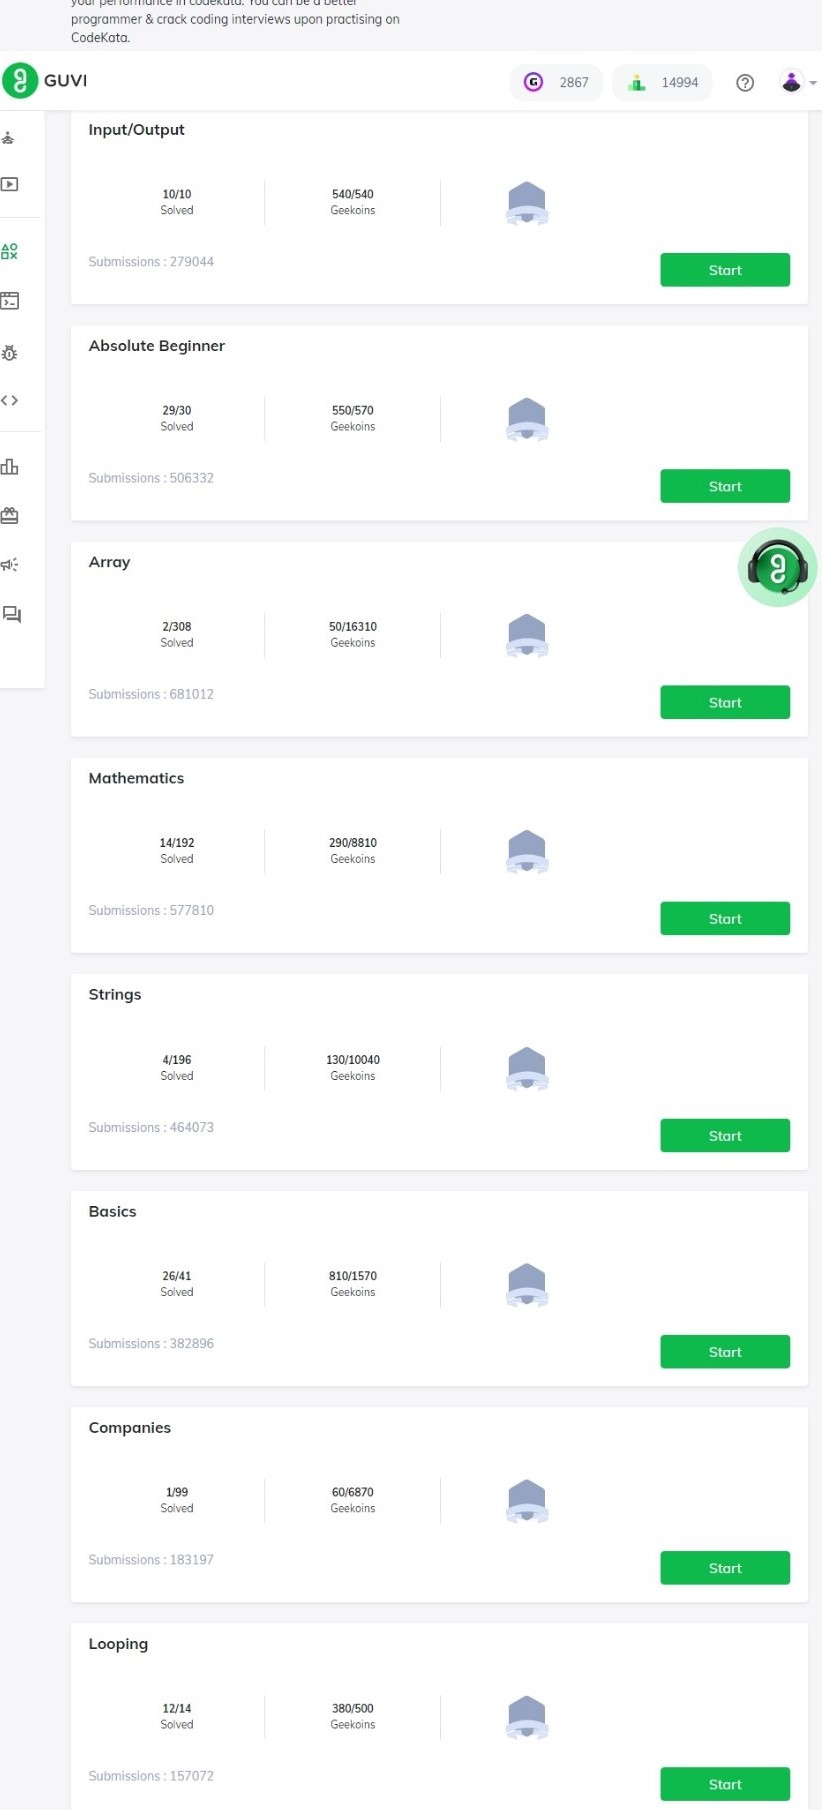 your performance in codekata. You can be a better
programmer & crack coding interviews upon practising on
CodeKata.
GUVI
2867
14994
Input/Output
10/10
Solved
540/540
Geekoins
Submissions : 279044
Start
Absolute Beginner
29/30
Solved
550/570
Geekoins
Submissions : 506332
Start
Array
2/308
Solved
50/16310
Geekoins
Submissions : 681012
Start
Mathematics
14/192
Solved
290/8810
Geekoins
Submissions : 577810
Start
Strings
4/196
Solved
130/10040
Geekoins
Submissions : 464073
Start
Basics
26/41
Solved
810/1570
Geekoins
Submissions : 382896
Start
Companies
1/99
Solved
60/6870
Geekoins
Submissions : 183197
Start
Looping
12/14
Solved
380/500
Geekoins
Submissions : 157072
Start